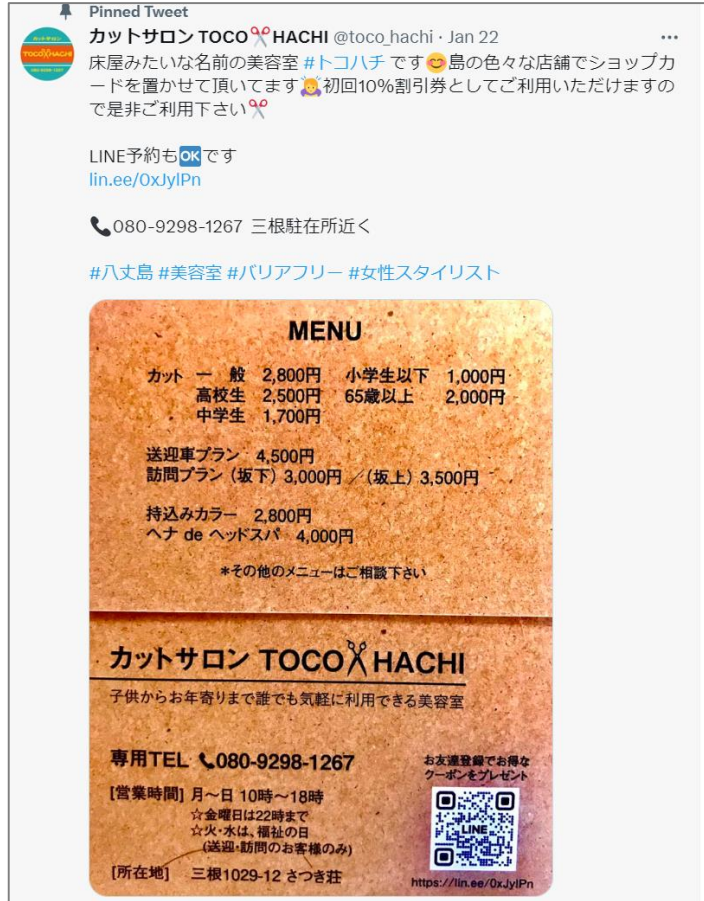 Pinned Tweet
カットサロン TOCO✂HACHI @toco_hachi · Jan 22
床屋みたいな名前の美容室 #トコハチ です😊島の色々な店舗でショップカ
ードを置かせて頂いてます🙇‍♀️初回10%割引券としてご利用いただけますの
で是非ご利用下さい✂
LINE予約も🆗です
lin.ee/0xJylPn
📞080-9298-1267 三根駐在所近く
#八丈島 #美容室 #バリアフリー #女性スタイリスト
MENU
カット 一 般 2,800円 小学生以下 1,000円
高校生 2,500円 65歳以上 2,000円
中学生 1,700円
送迎車プラン 4,500円
訪問プラン (坂下) 3,000円 / (坂上) 3,500円
持込みカラー 2,800円
ヘナ de ヘッドスパ 4,000円
*その他のメニューはご相談下さい
カットサロン TOCO HACHI
子供からお年寄りまで誰でも気軽に利用できる美容室
専用TEL 📞080-9298-1267
お友達登録でお得な
クーポンをプレゼント
[営業時間] 月~日 10時~18時
☆金曜日は22時まで
☆火・水は、福祉の日
(送迎・訪問のお客様のみ)
LINE
[所在地] 三根1029-12 さつき荘
https://lin.ee/0xJylPn